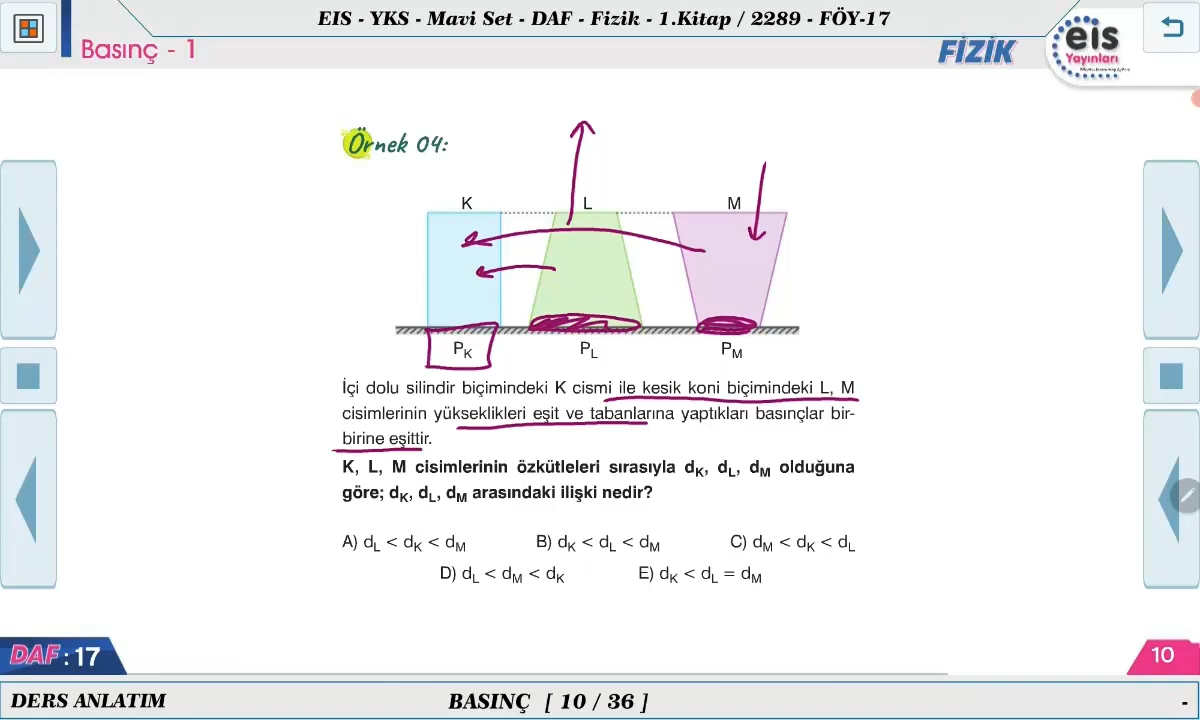 EIS - YKS - Mavi Set - DAF - Fizik - 1.Kitap / 2289 - FÖY-17
Basınç - 1
FİZİK
eis
Yayınları
Örnek 04:
K L M
P_K P_L P_M
İçi dolu silindir biçimindeki K cismi ile kesik koni biçimindeki L, M
cisimlerinin yükseklikleri eşit ve tabanlarına yaptıkları basınçlar bir-
birine eşittir.
K, L, M cisimlerinin özkütleleri sırasıyla d_K, d_L, d_M olduğuna
göre; d_K, d_L, d_M arasındaki ilişki nedir?
A) d_L < d_K < d_M B) d_K < d_L < d_M C) d_M < d_K < d_L
D) d_L < d_M < d_K E) d_K < d_L = d_M
DAF : 17
10
DERS ANLATIM BASINÇ [ 10 / 36 ] -